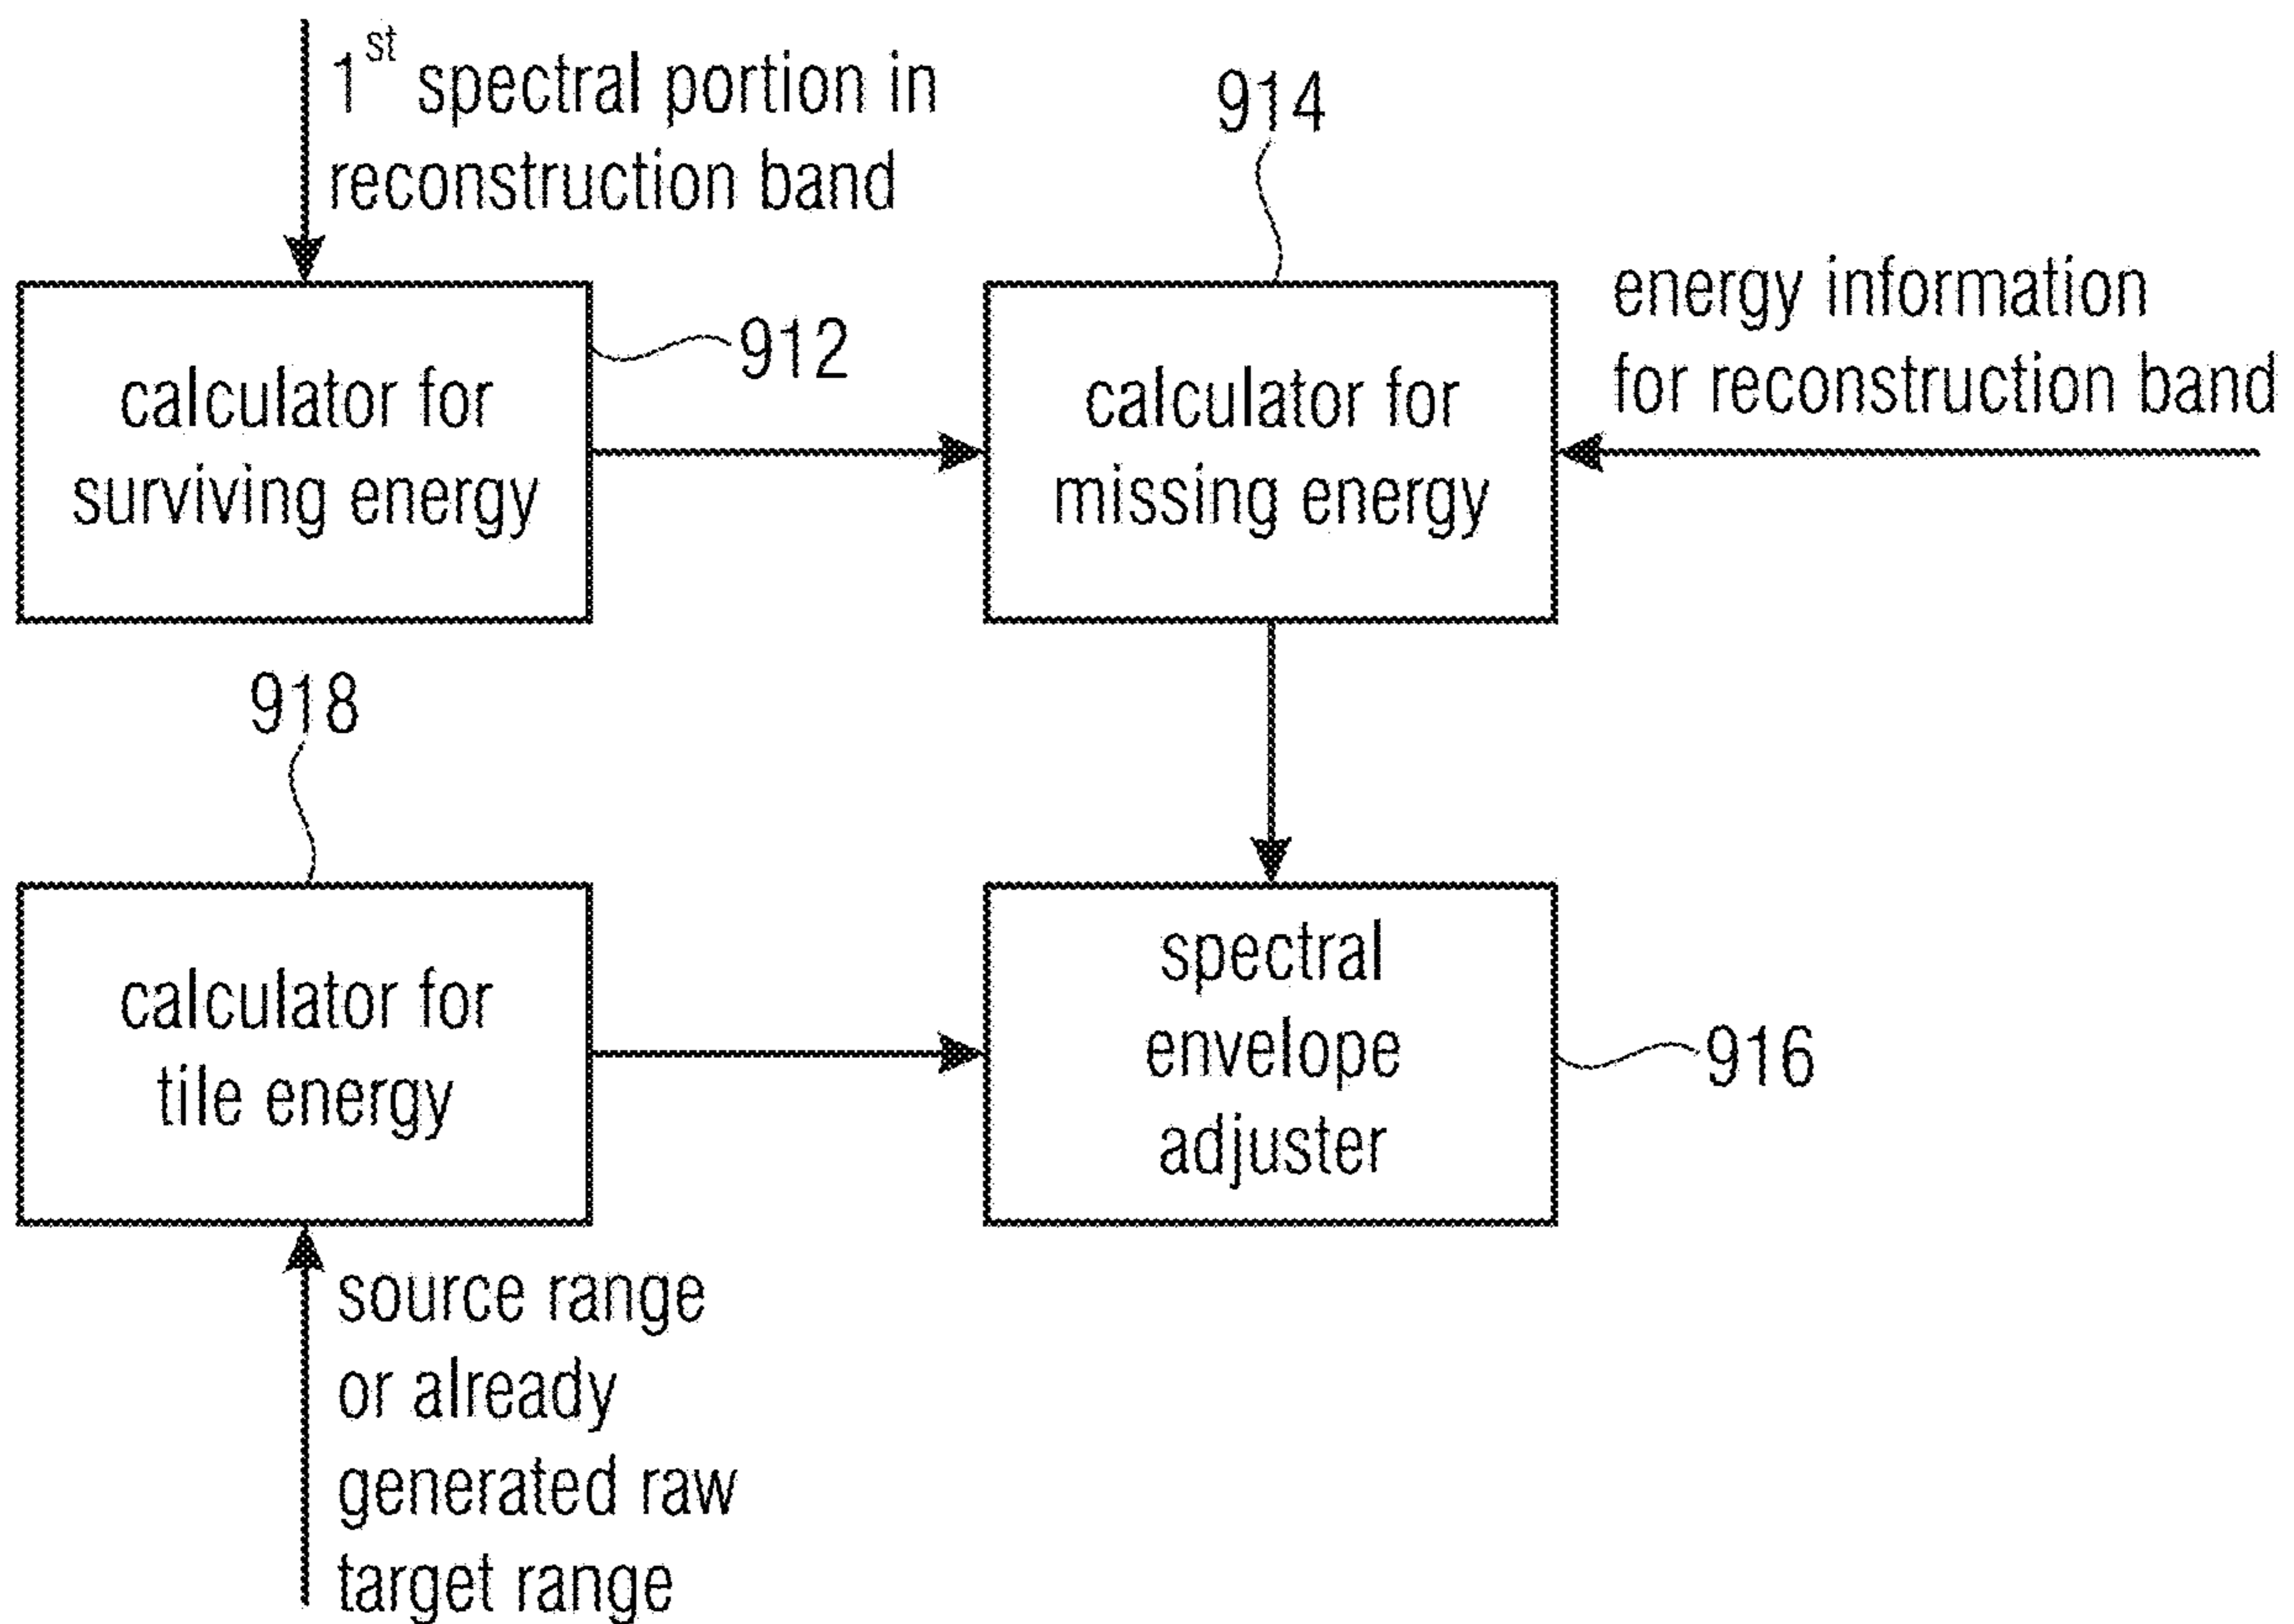 1st spectral portion in
reconstruction band
914
energy information
for reconstruction band
912
calculator for
surviving energy
calculator for
missing energy
918
calculator for
tile energy
spectral
envelope
adjuster
916
source range
or already
generated raw
target range